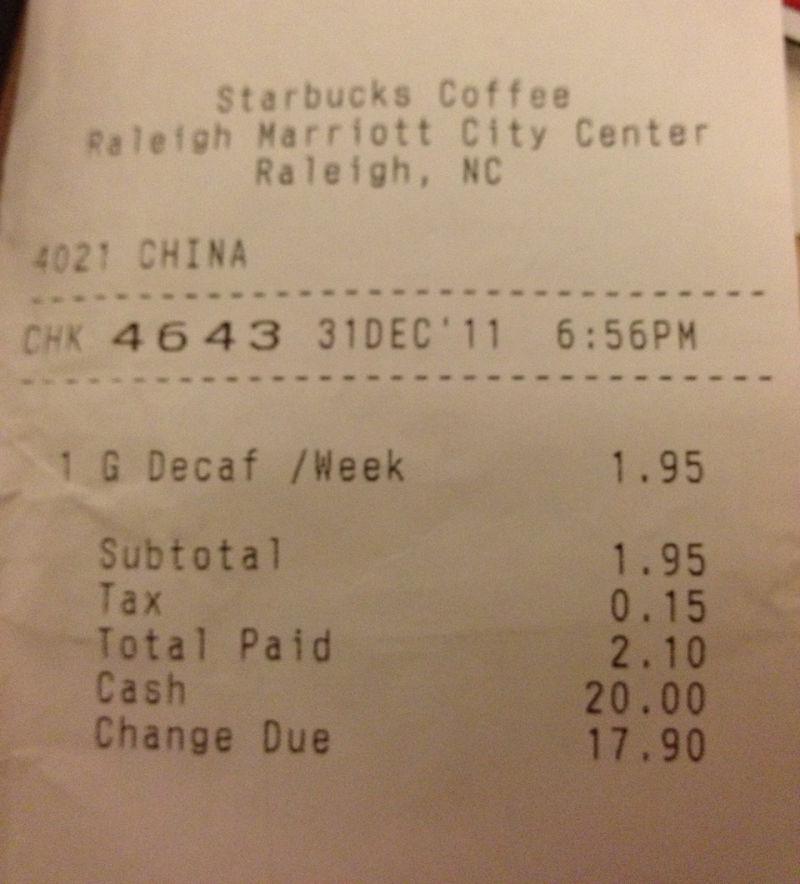 Starbucks Coffee
Raleigh Marriott City Center
Raleigh, NC
4021 CHINA
--------------------------------
CHK 4643 31DEC'11 6:56PM
--------------------------------
1 G Decaf /Week 1.95
Subtotal 1.95
Tax 0.15
Total Paid 2.10
Cash 20.00
Change Due 17.90